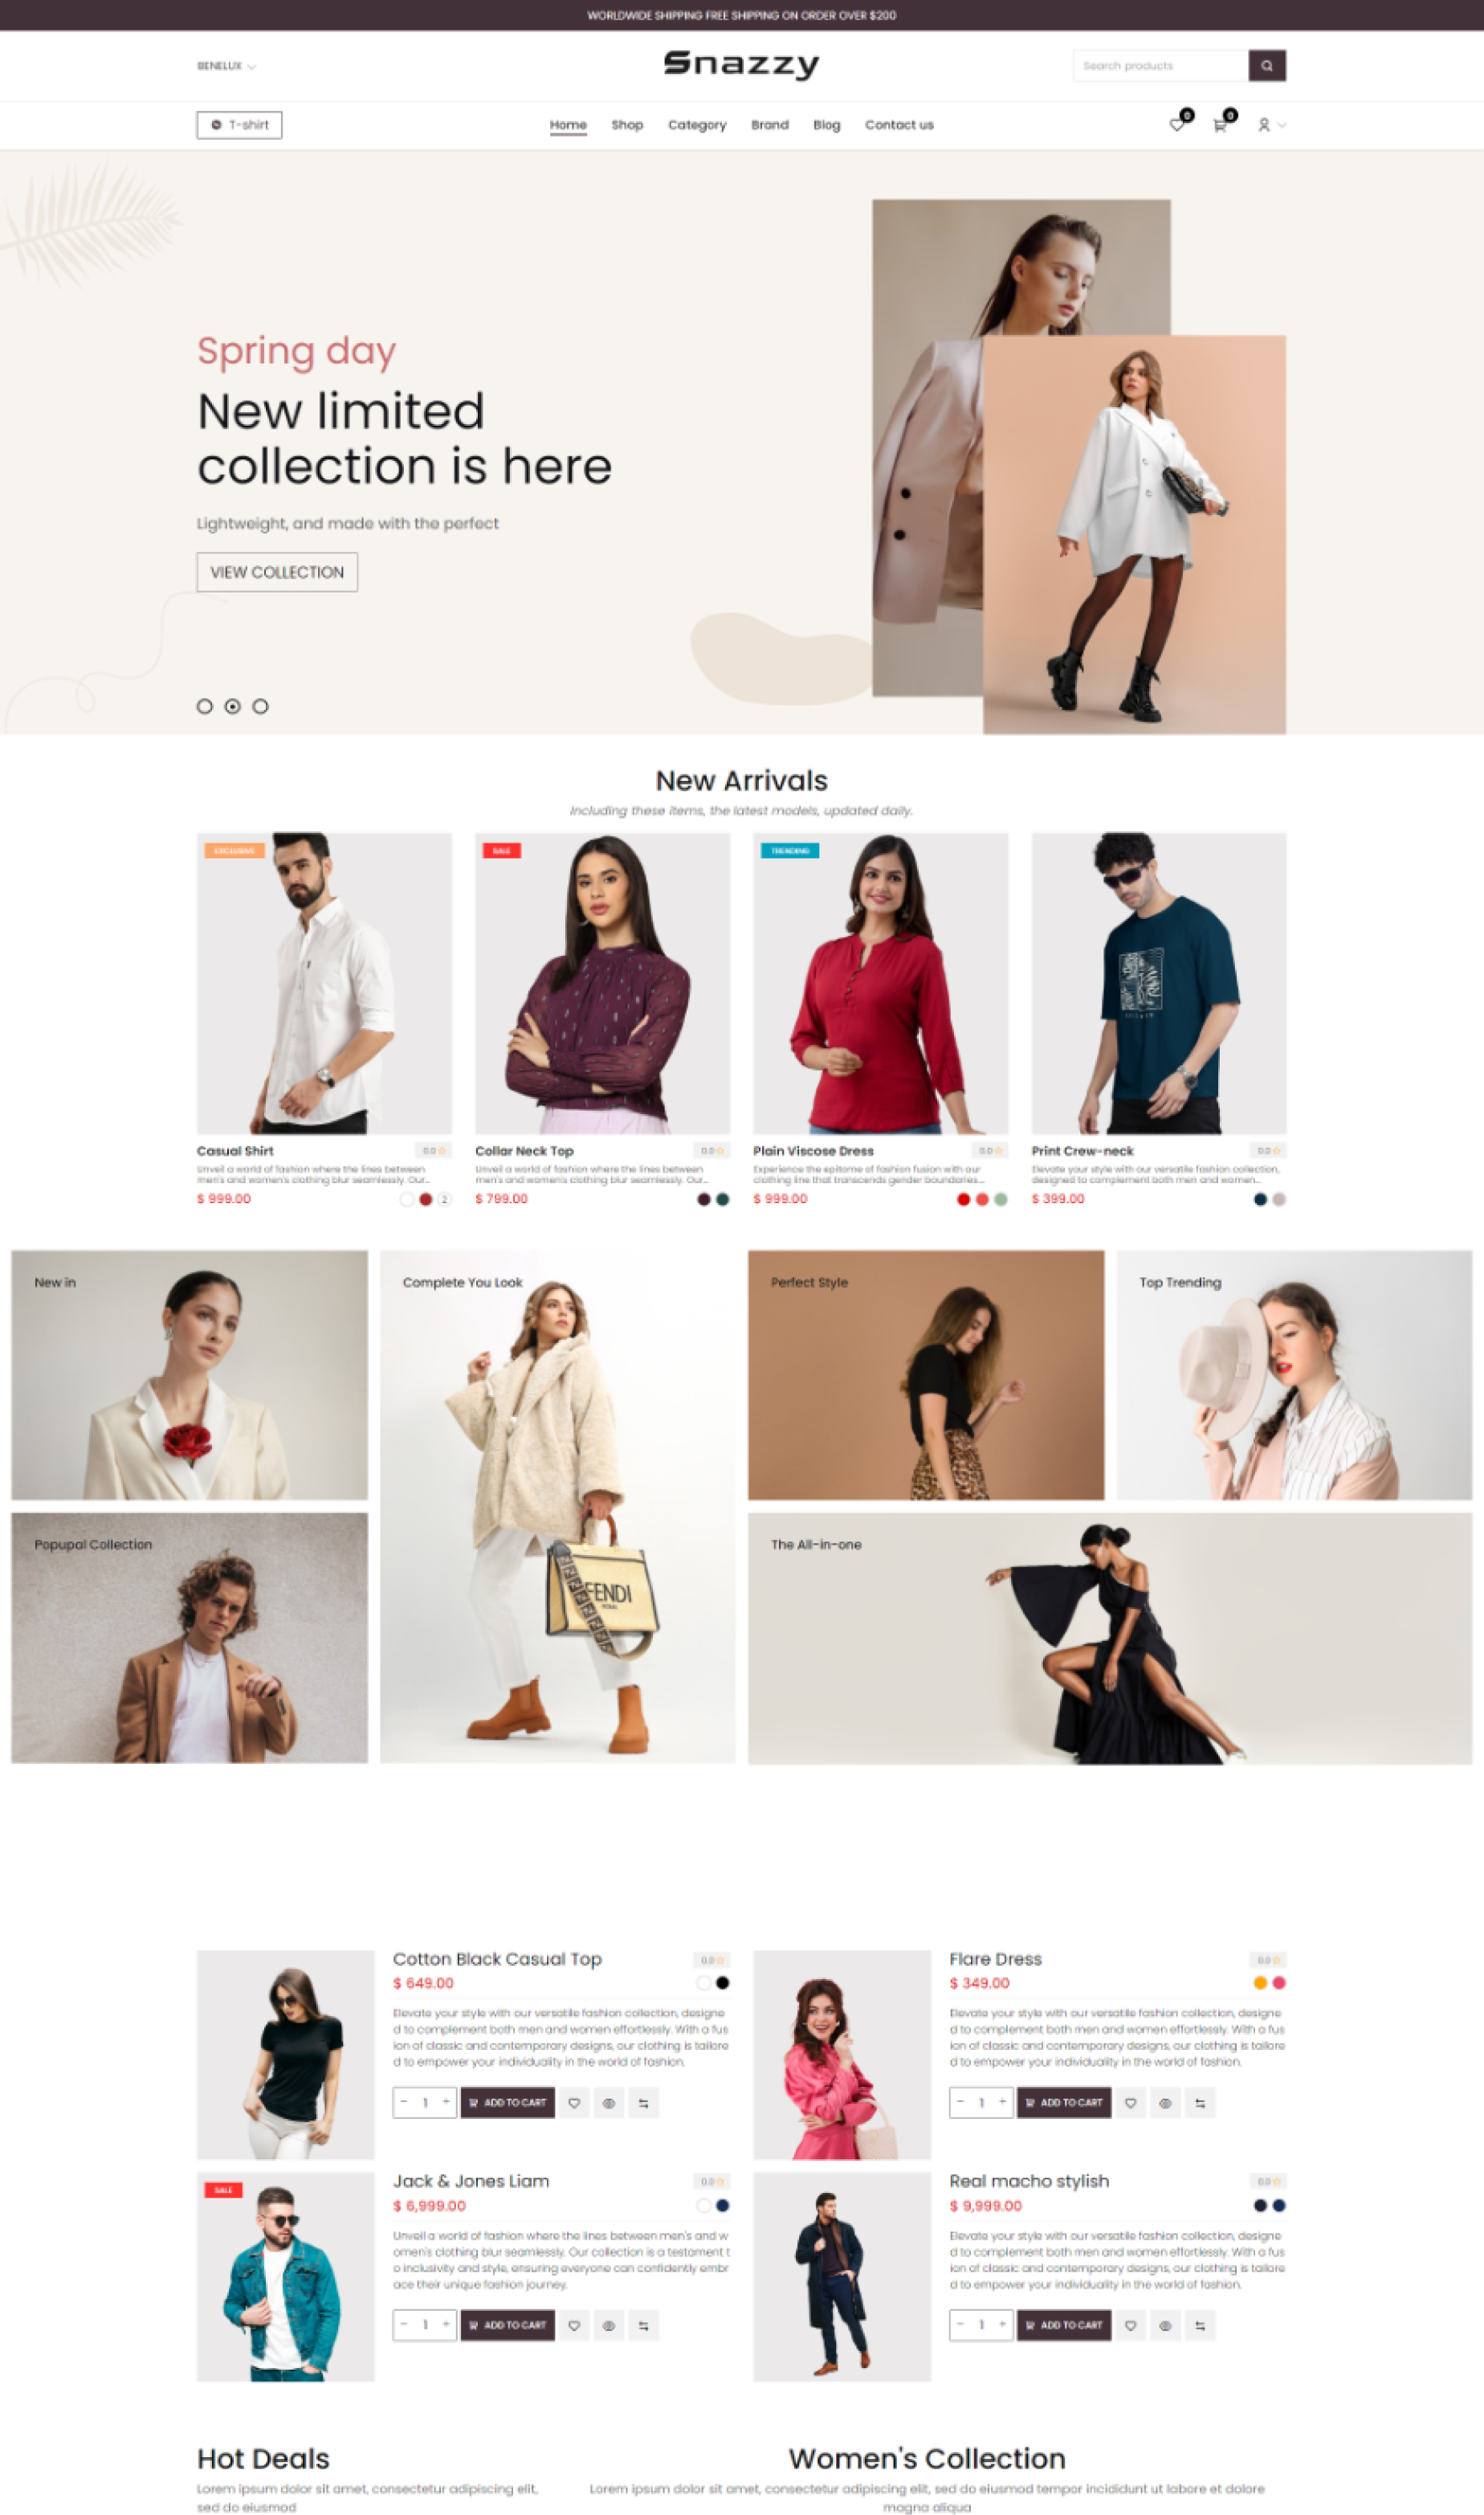 WORLDWIDE SHIPPING FREE SHIPPING ON ORDER OVER $200
BENELUX
Snazzy
Search products
T-shirt
Home
Shop
Category
Brand
Blog
Contact us
0
0
Spring day
New limited
collection is here
Lightweight, and made with the perfect
VIEW COLLECTION
New Arrivals
Including these items, the latest models, updated daily.
EXCLUSIVE
SALE
TRENDING
Casual Shirt
0.0
Unveil a world of fashion where the lines between
men's and women's clothing blur seamlessly. Our...
$ 999.00
2
Collar Neck Top
0.0
Unveil a world of fashion where the lines between
men's and women's clothing blur seamlessly. Our...
$ 799.00
Plain Viscose Dress
0.0
Experience the epitome of fashion fusion with our
clothing line that transcends gender boundaries....
$ 999.00
Print Crew-neck
0.0
Elevate your style with our versatile fashion collection,
designed to complement both men and women...
$ 399.00
New in
Complete You Look
FENDI
ROMA
Perfect Style
Top Trending
Popupal Collection
The All-in-one
Cotton Black Casual Top
0.0
$ 649.00
Elevate your style with our versatile fashion collection, designe
d to complement both men and women effortlessly. With a fus
ion of classic and contemporary designs, our clothing is tailore
d to empower your individuality in the world of fashion.
− 1 +
ADD TO CART
Flare Dress
0.0
$ 349.00
Elevate your style with our versatile fashion collection, designe
d to complement both men and women effortlessly. With a fus
ion of classic and contemporary designs, our clothing is tailore
d to empower your individuality in the world of fashion.
− 1 +
ADD TO CART
SALE
Jack & Jones Liam
0.0
$ 6,999.00
Unveil a world of fashion where the lines between men's and w
omen's clothing blur seamlessly. Our collection is a testament t
o inclusivity and style, ensuring everyone can confidently embr
ace their unique fashion journey.
− 1 +
ADD TO CART
Real macho stylish
0.0
$ 9,999.00
Elevate your style with our versatile fashion collection, designe
d to complement both men and women effortlessly. With a fus
ion of classic and contemporary designs, our clothing is tailore
d to empower your individuality in the world of fashion.
− 1 +
ADD TO CART
Hot Deals
Lorem ipsum dolor sit amet, consectetur adipiscing elit,
sed do eiusmod
Women's Collection
Lorem ipsum dolor sit amet, consectetur adipiscing elit, sed do eiusmod tempor incididunt ut labore et dolore
magna aliqua